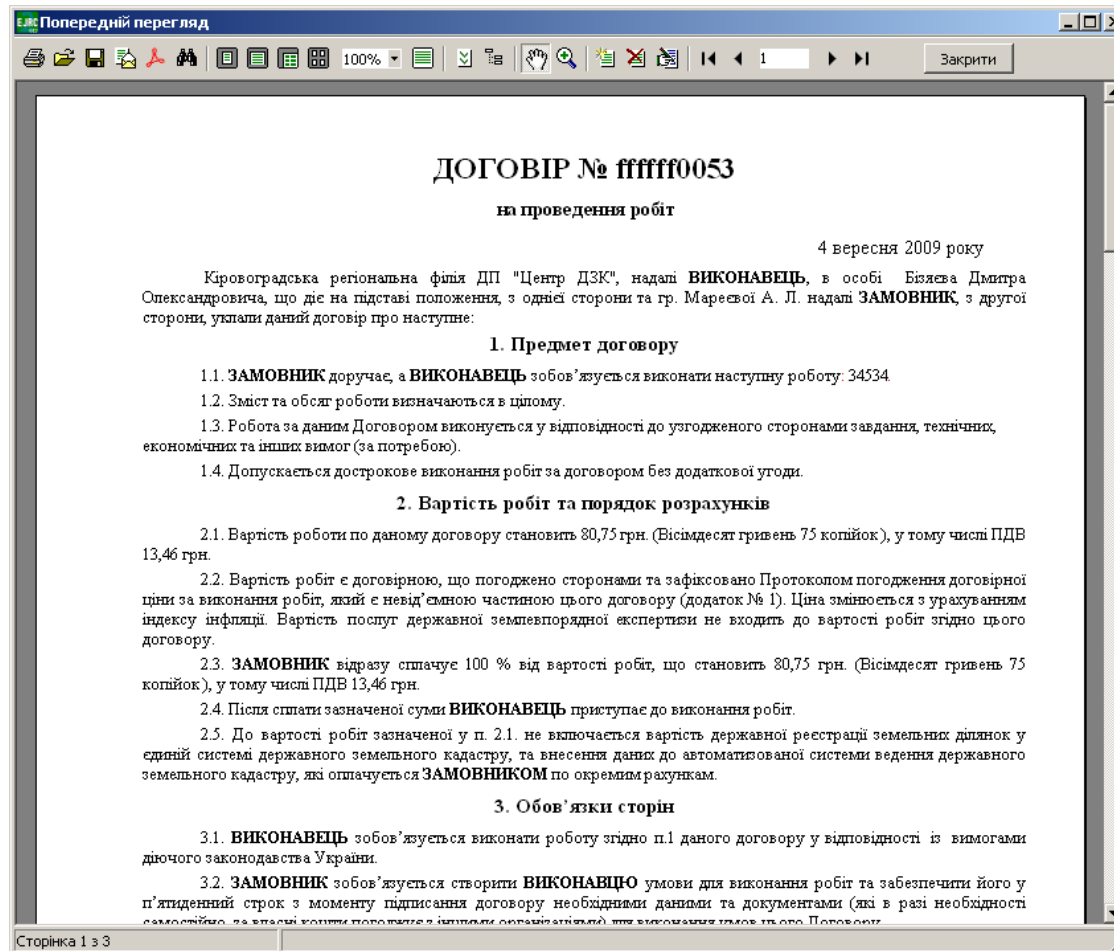 EJRC Попередній перегляд
100%
1
Закрити
ДОГОВІР № ffffff0053
на проведення робіт
4 вересня 2009 року
Кіровоградська регіональна філія ДП "Центр ДЗК", надалі ВИКОНАВЕЦЬ, в особі Бізяєва Дмитра
Олександровича, що діє на підставі положення, з однієї сторони та гр. Мареєвої А. Л. надалі ЗАМОВНИК, з другої
сторони, уклали даний договір про наступне:
1. Предмет договору
1.1. ЗАМОВНИК доручає, а ВИКОНАВЕЦЬ зобов’язується виконати наступну роботу: 34534.
1.2. Зміст та обсяг роботи визначаються в цілому.
1.3. Робота за даним Договором виконується у відповідності до узгодженого сторонами завдання, технічних,
економічних та інших вимог (за потребою).
1.4. Допускається дострокове виконання робіт за договором без додаткової угоди.
2. Вартість робіт та порядок розрахунків
2.1. Вартість роботи по даному договору становить 80,75 грн. (Вісімдесят гривень 75 копійок), у тому числі ПДВ
13,46 грн.
2.2. Вартість робіт є договірною, що погоджено сторонами та зафіксовано Протоколом погодження договірної
ціни за виконання робіт, який є невід’ємною частиною цього договору (додаток № 1). Ціна змінюється з урахуванням
індексу інфляції. Вартість послуг державної землевпорядної експертизи не входить до вартості робіт згідно цього
договору.
2.3. ЗАМОВНИК відразу сплачує 100 % від вартості робіт, що становить 80,75 грн. (Вісімдесят гривень 75
копійок), у тому числі ПДВ 13,46 грн.
2.4. Після сплати зазначеної суми ВИКОНАВЕЦЬ приступає до виконання робіт.
2.5. До вартості робіт зазначеної у п. 2.1. не включається вартість державної реєстрації земельних ділянок у
єдиній системі державного земельного кадастру, та внесення даних до автоматизованої системи ведення державного
земельного кадастру, які оплачується ЗАМОВНИКОМ по окремим рахункам.
3. Обов’язки сторін
3.1. ВИКОНАВЕЦЬ зобов’язується виконати роботу згідно п.1 даного договору у відповідності із вимогами
діючого законодавства України.
3.2. ЗАМОВНИК зобов’язується створити ВИКОНАВЦЮ умови для виконання робіт та забезпечити його у
п’ятиденний строк з моменту підписання договору необхідними даними та документами (які в разі необхідності
самостійно, за власні кошти погоджує з іншими організаціями) для виконання умов цього Договору.
Сторінка 1 з 3